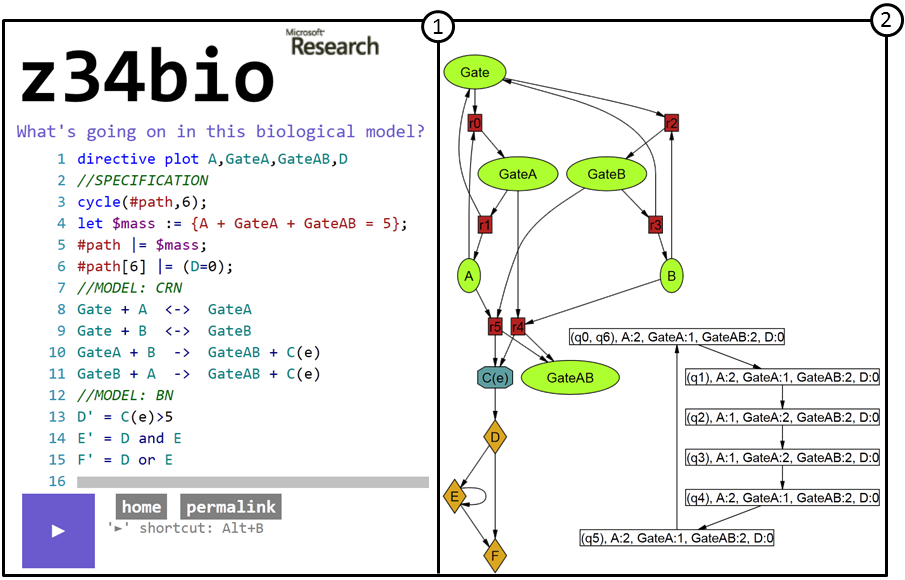 1
2
Microsoft®
Research
z34bio
What's going on in this biological model?
1 directive plot A,GateA,GateAB,D
2 //SPECIFICATION
3 cycle(#path,6);
4 let $mass := {A + GateA + GateAB = 5};
5 #path |= $mass;
6 #path[6] |= (D=0);
7 //MODEL: CRN
8 Gate + A <-> GateA
9 Gate + B <-> GateB
10 GateA + B -> GateAB + C(e)
11 GateB + A -> GateAB + C(e)
12 //MODEL: BN
13 D' = C(e)>5
14 E' = D and E
15 F' = D or E
16
home permalink
'►' shortcut: Alt+B
Gate
r0 r2
GateA GateB
r1 r3
A B
r5 r4
C(e) GateAB
D
E
F
(q0, q6), A:2, GateA:1, GateAB:2, D:0
(q1), A:2, GateA:1, GateAB:2, D:0
(q2), A:1, GateA:2, GateAB:2, D:0
(q3), A:1, GateA:2, GateAB:2, D:0
(q4), A:2, GateA:1, GateAB:2, D:0
(q5), A:2, GateA:1, GateAB:2, D:0